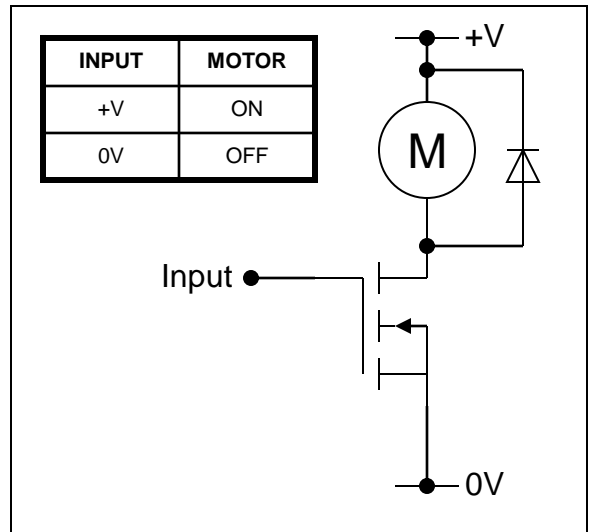 +V
INPUT MOTOR
+V ON
0V OFF
M
Input
0V